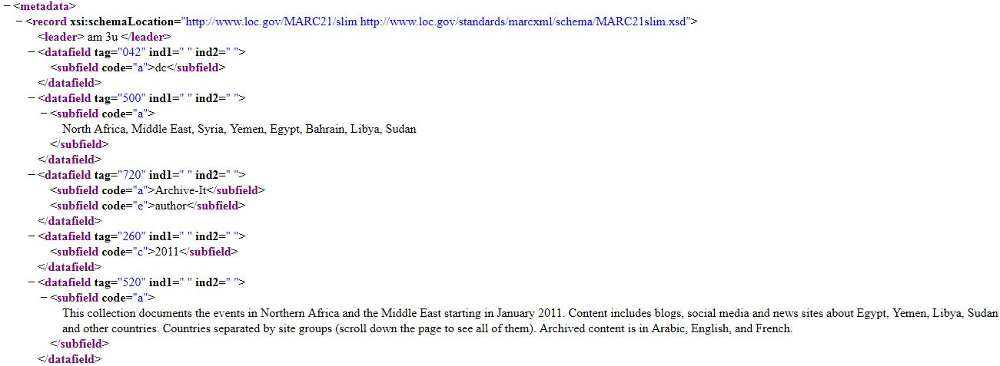 − <metadata>
− <record xsi:schemaLocation="http://www.loc.gov/MARC21/slim http://www.loc.gov/standards/marcxml/schema/MARC21slim.xsd">
<leader> am 3u </leader>
− <datafield tag="042" ind1=" " ind2=" ">
<subfield code="a">dc</subfield>
</datafield>
− <datafield tag="500" ind1=" " ind2=" ">
− <subfield code="a">
North Africa, Middle East, Syria, Yemen, Egypt, Bahrain, Libya, Sudan
</subfield>
</datafield>
− <datafield tag="720" ind1=" " ind2=" ">
<subfield code="a">Archive-It</subfield>
<subfield code="e">author</subfield>
</datafield>
− <datafield tag="260" ind1=" " ind2=" ">
<subfield code="c">2011</subfield>
</datafield>
− <datafield tag="520" ind1=" " ind2=" ">
− <subfield code="a">
This collection documents the events in Northern Africa and the Middle East starting in January 2011. Content includes blogs, social media and news sites about Egypt, Yemen, Libya, Sudan
and other countries. Countries separated by site groups (scroll down the page to see all of them). Archived content is in Arabic, English, and French.
</subfield>
</datafield>